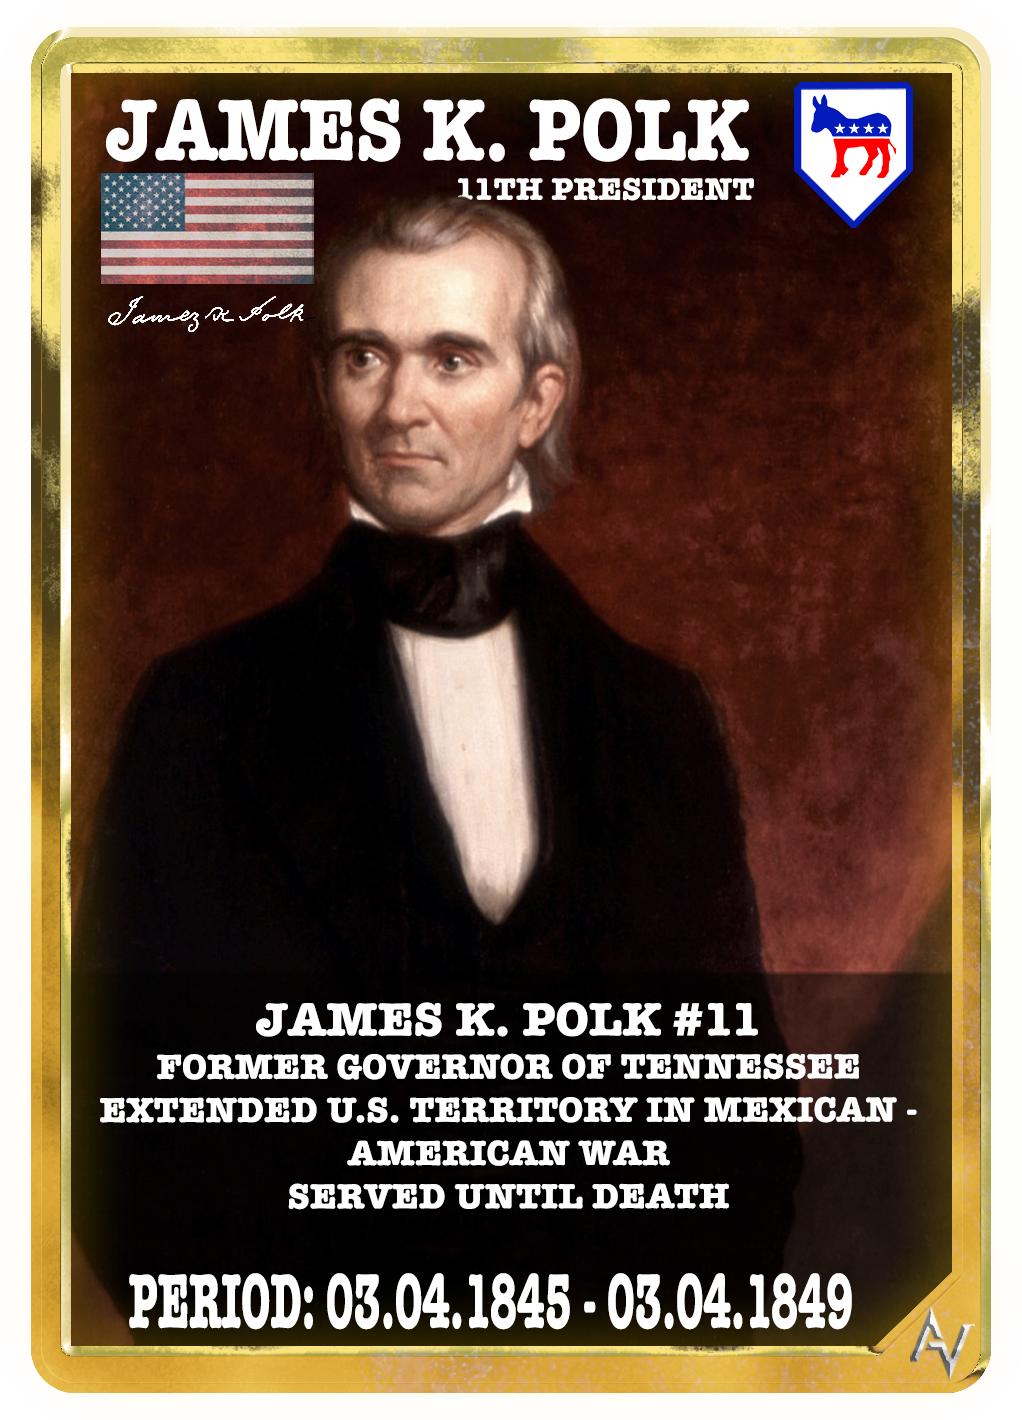 JAMES K. POLK
11TH PRESIDENT
James K Polk
JAMES K. POLK #11
FORMER GOVERNOR OF TENNESSEE
EXTENDED U.S. TERRITORY IN MEXICAN -
AMERICAN WAR
SERVED UNTIL DEATH
PERIOD: 03.04.1845 - 03.04.1849
AV